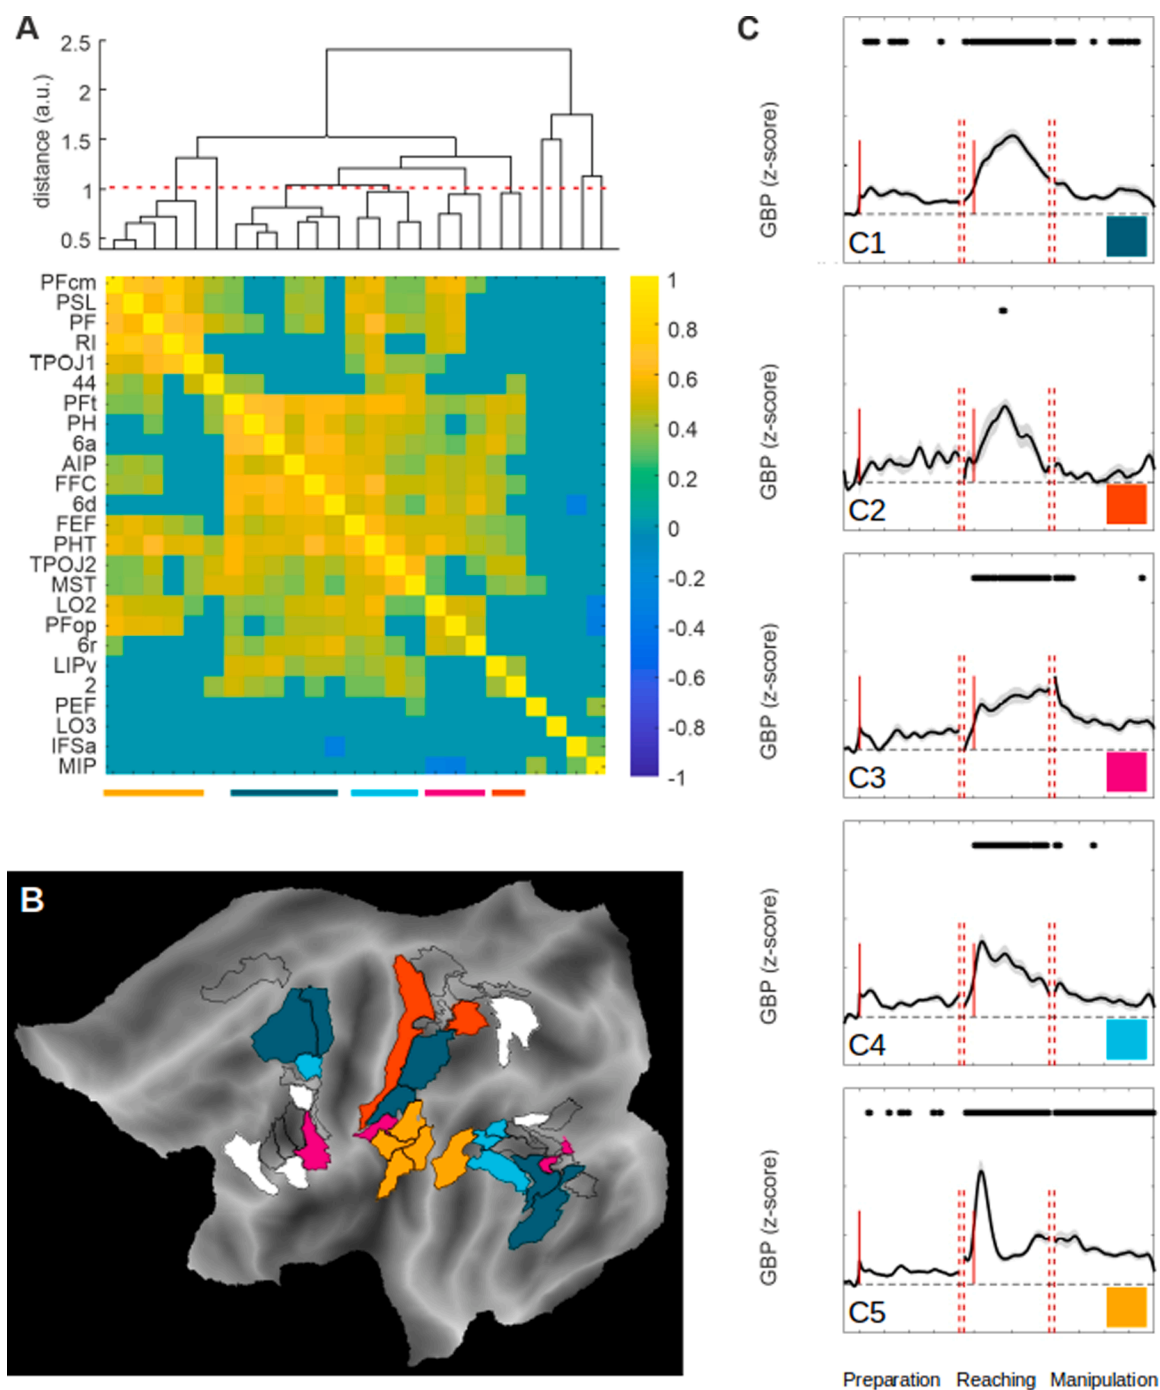 A
distance (a.u.)
2.5
2
1.5
1
0.5
PFcm
PSL
PF
RI
TPOJ1
44
PFt
PH
6a
AIP
FFC
6d
FEF
PHT
TPOJ2
MST
LO2
PFop
6r
LIPv
2
PEF
LO3
IFSa
MIP
1
0.8
0.6
0.4
0.2
0
-0.2
-0.4
-0.6
-0.8
-1
B
C
GBP (z-score)
C1
GBP (z-score)
C2
GBP (z-score)
C3
GBP (z-score)
C4
GBP (z-score)
C5
Preparation Reaching Manipulation